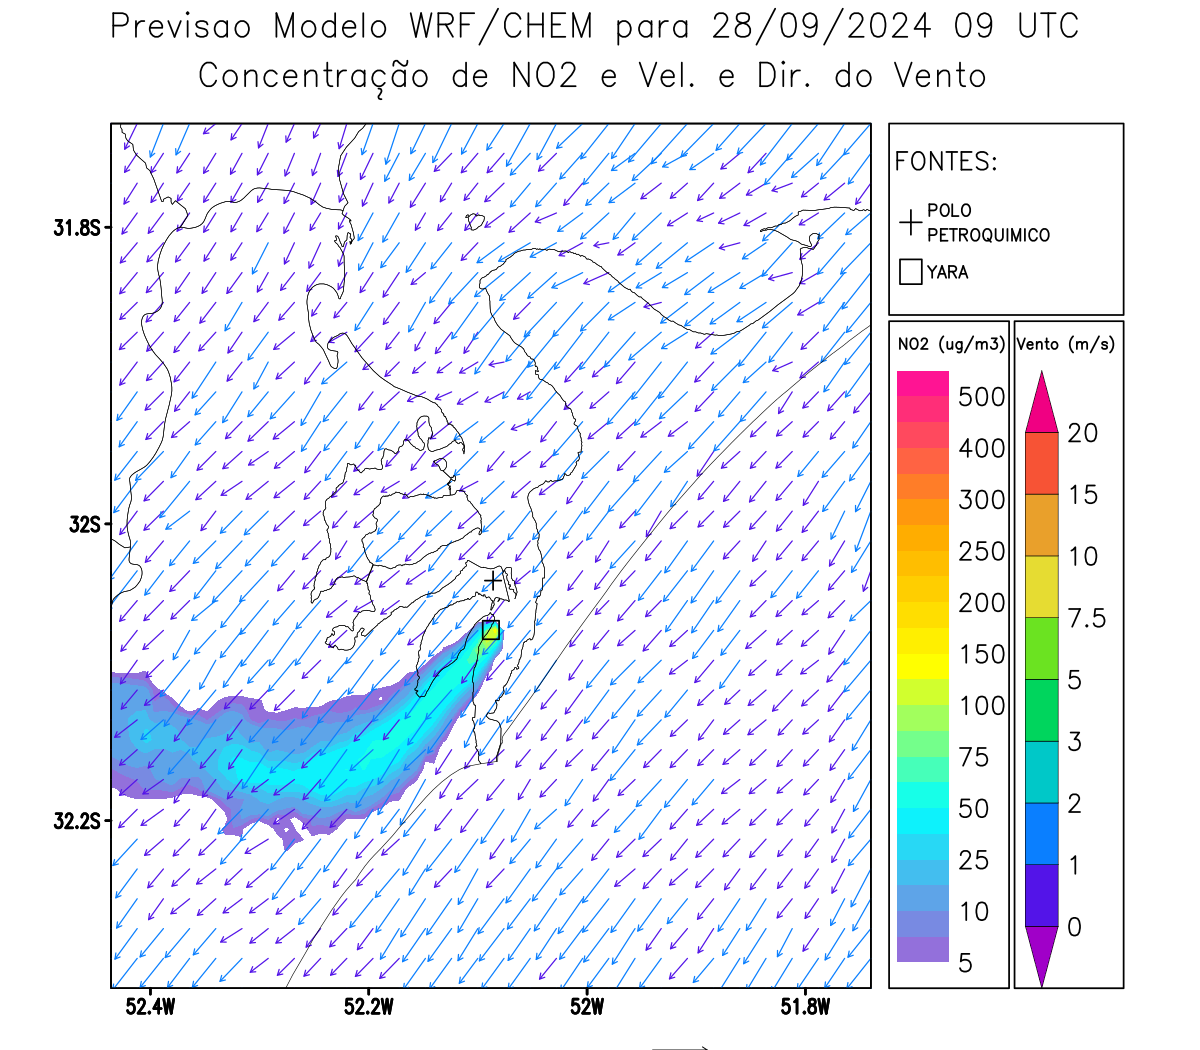 Previsao Modelo WRF/CHEM para 28/09/2024 09 UTC
Concentração de NO2 e Vel. e Dir. do Vento
FONTES:
POLO
PETROQUIMICO
YARA
31.8S
32S
32.2S
52.4W
52.2W
52W
51.8W
NO2 (ug/m3)
500
400
300
250
200
150
100
75
50
25
10
5
Vento (m/s)
20
15
10
7.5
5
3
2
1
0